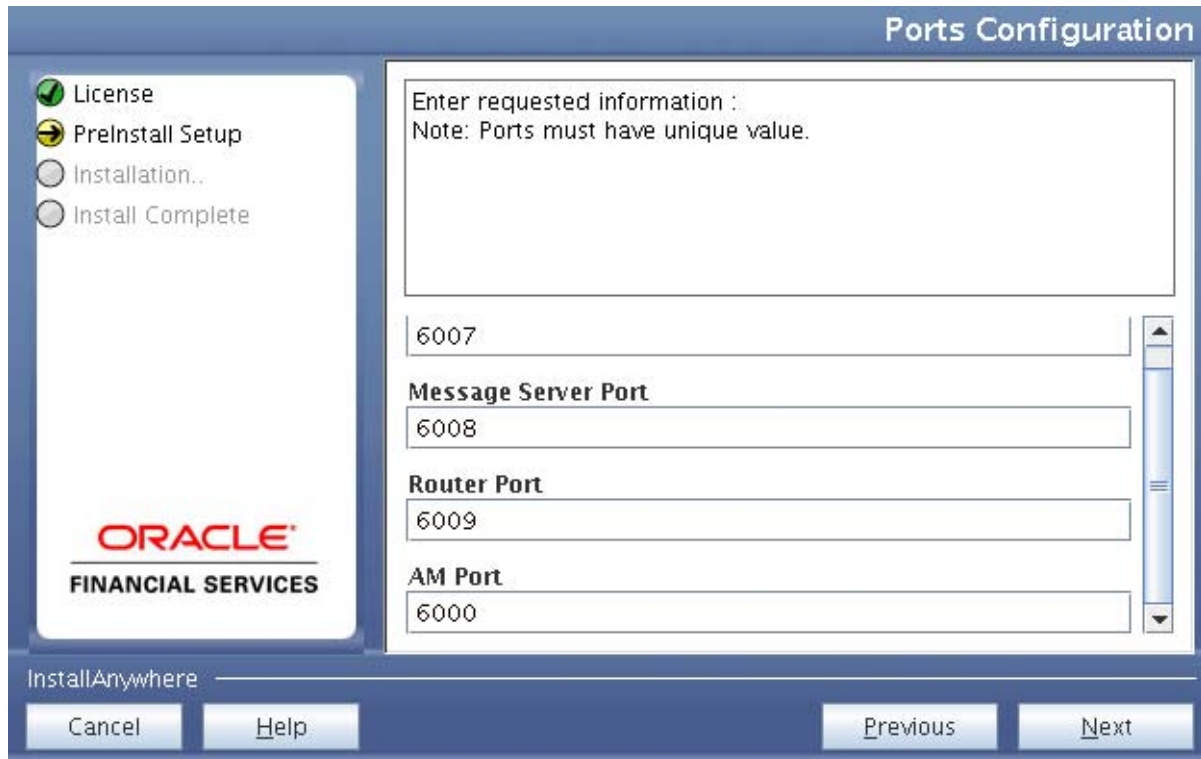 Ports Configuration
License
PreInstall Setup
Installation..
Install Complete
ORACLE
FINANCIAL SERVICES
Enter requested information :
Note: Ports must have unique value.
6007
Message Server Port
6008
Router Port
6009
AM Port
6000
InstallAnywhere
Cancel
Help
Previous
Next